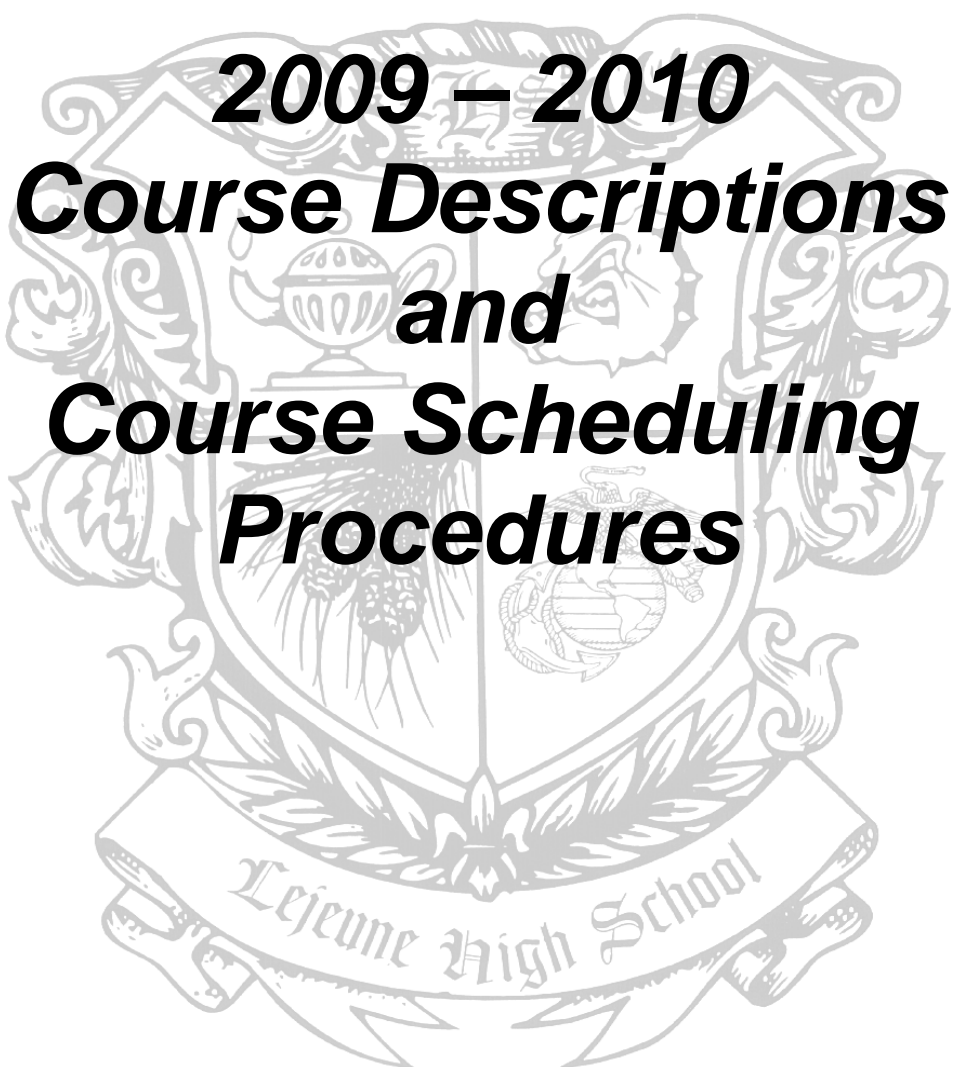 2009 – 2010
Course Descriptions
and
Course Scheduling
Procedures
Lejeune High School